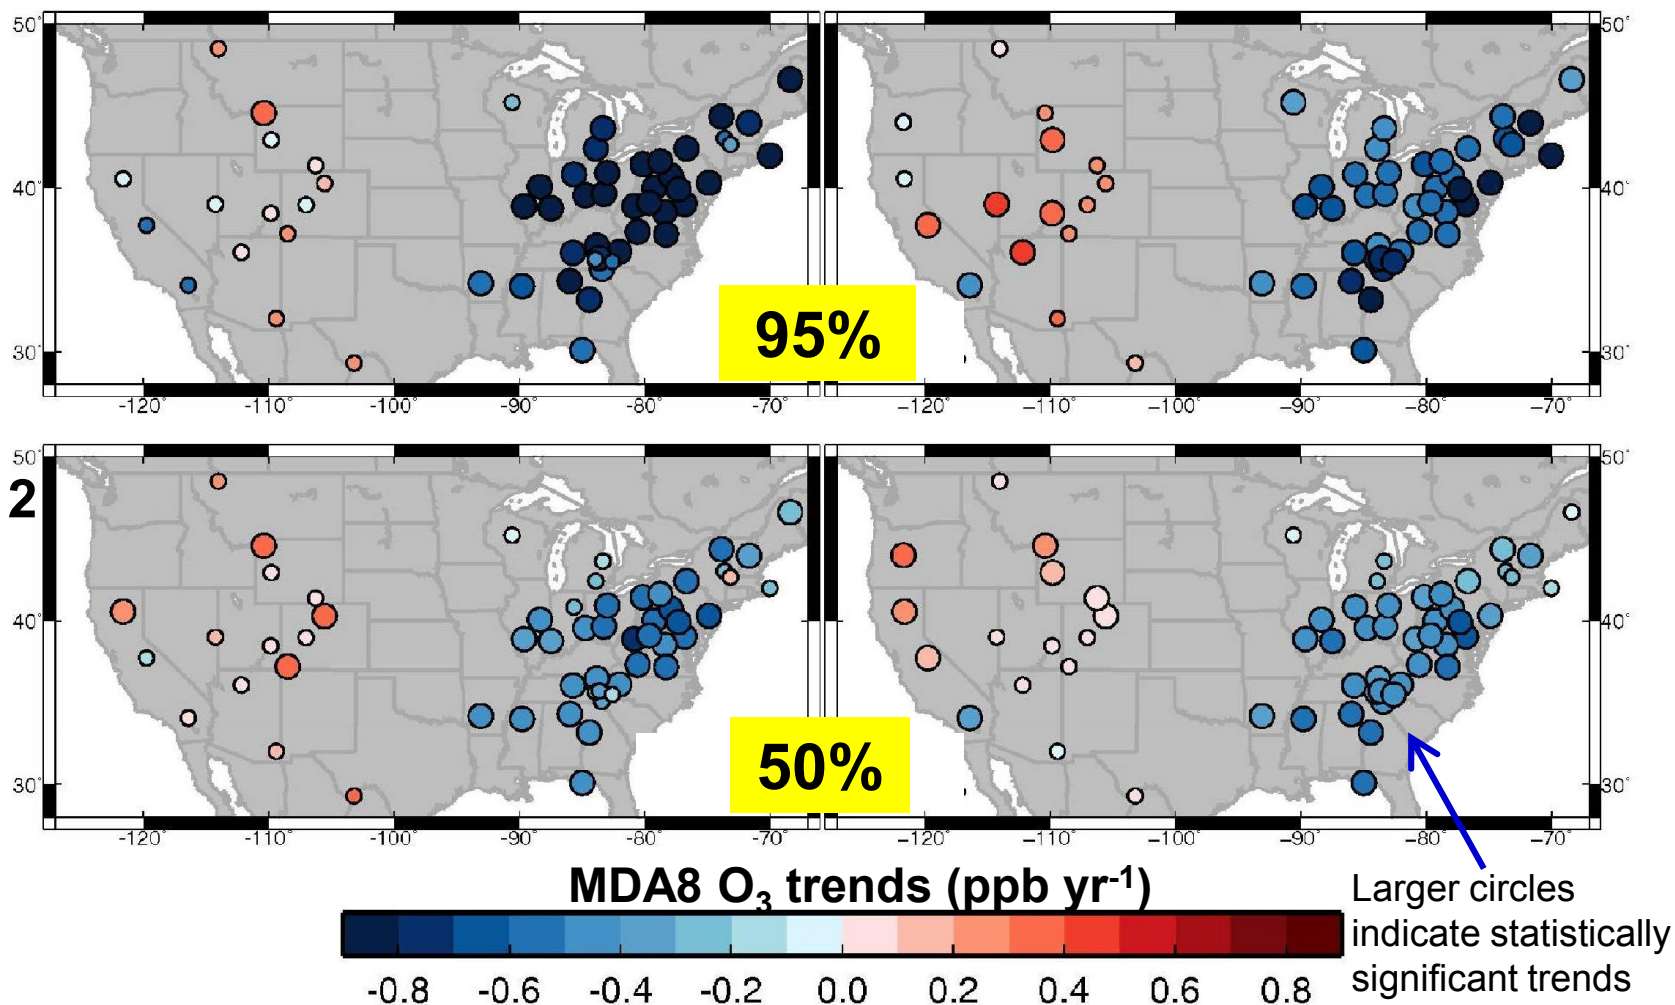 50° 50°
40° 40°
30° 30°
95%
-120° -110° -100° -90° -80° -70° -120° -110° -100° -90° -80° -70°
50° 50°
2
40° 40°
30° 30°
50%
-120° -110° -100° -90° -80° -70° -120° -110° -100° -90° -80° -70°
MDA8 O₃ trends (ppb yr⁻¹)
-0.8 -0.6 -0.4 -0.2 0.0 0.2 0.4 0.6 0.8
Larger circles
indicate statistically
significant trends